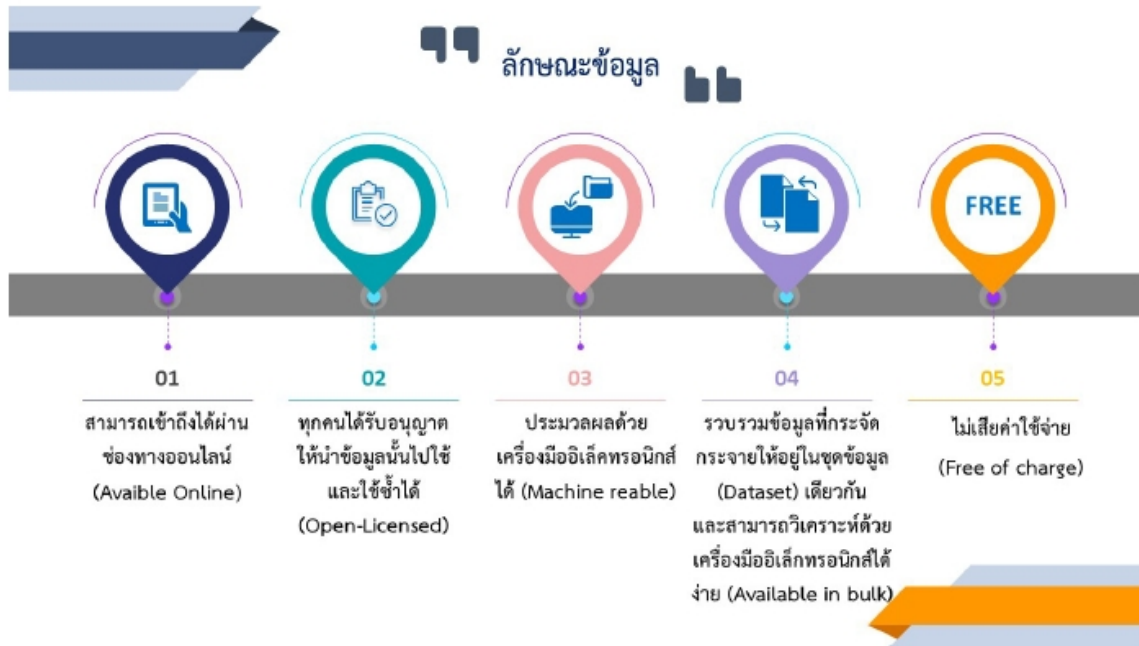 ลักษณะข้อมูล
FREE
01
สามารถเข้าถึงได้ผ่าน
ช่องทางออนไลน์
(Avaible Online)
02
ทุกคนได้รับอนุญาต
ให้นำข้อมูลนั้นไปใช้
และใช้ซ้ำได้
(Open-Licensed)
03
ประมวลผลด้วย
เครื่องมืออิเล็คทรอนิกส์
ได้ (Machine reable)
04
รวบรวมข้อมูลที่กระจัด
กระจายให้อยู่ในชุดข้อมูล
(Dataset) เดียวกัน
และสามารถวิเคราะห์ด้วย
เครื่องมืออิเล็กทรอนิกส์ได้
ง่าย (Available in bulk)
05
ไม่เสียค่าใช้จ่าย
(Free of charge)